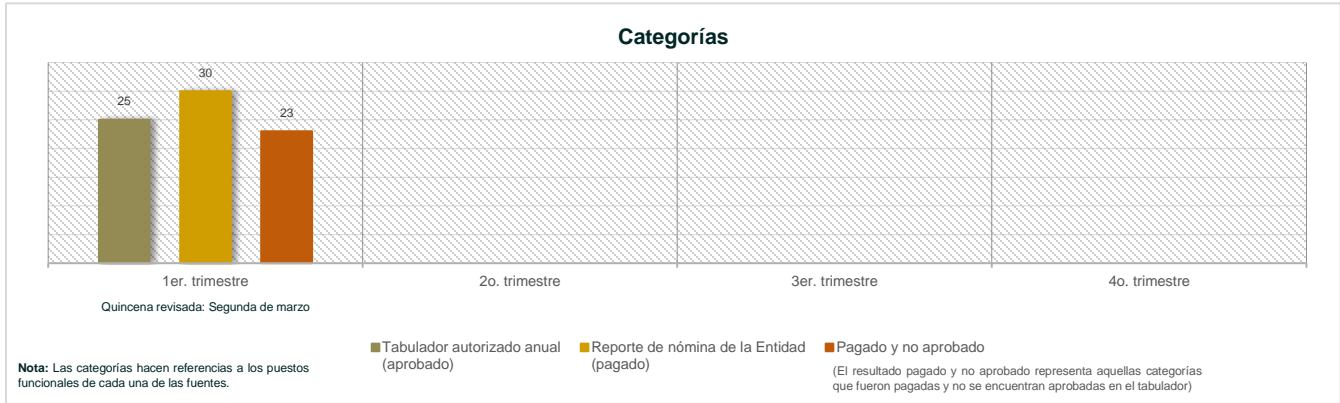 Categorías
25
30
23
1er. trimestre
2o. trimestre
3er. trimestre
4o. trimestre
Quincena revisada: Segunda de marzo
Tabulador autorizado anual
(aprobado)
Reporte de nómina de la Entidad
(pagado)
Pagado y no aprobado
(El resultado pagado y no aprobado representa aquellas categorías
que fueron pagadas y no se encuentran aprobadas en el tabulador)
Nota: Las categorías hacen referencias a los puestos
funcionales de cada una de las fuentes.